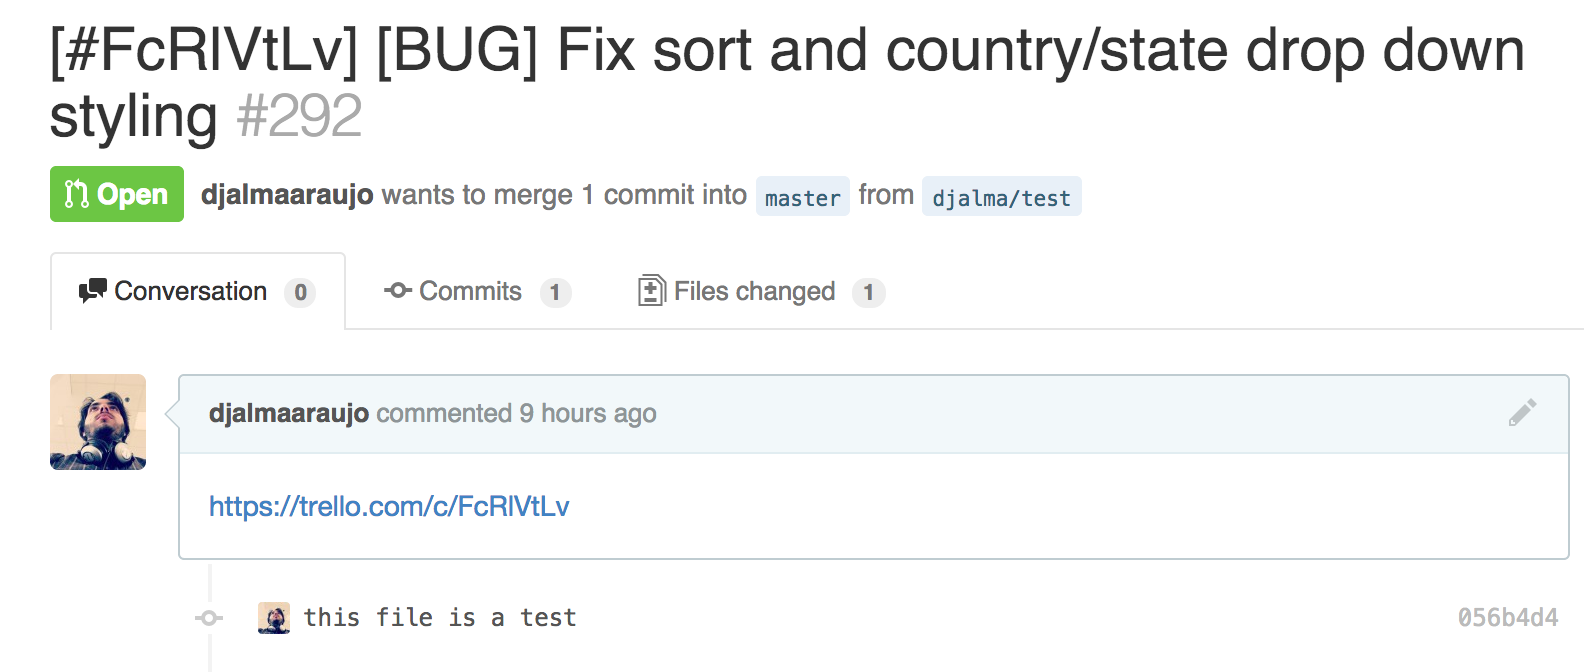 [#FcRlVtLv] [BUG] Fix sort and country/state drop down
styling #292
Open djalmaaraujo wants to merge 1 commit into master from djalma/test
Conversation 0 Commits 1 Files changed 1
djalmaaraujo commented 9 hours ago
https://trello.com/c/FcRlVtLv
this file is a test 056b4d4